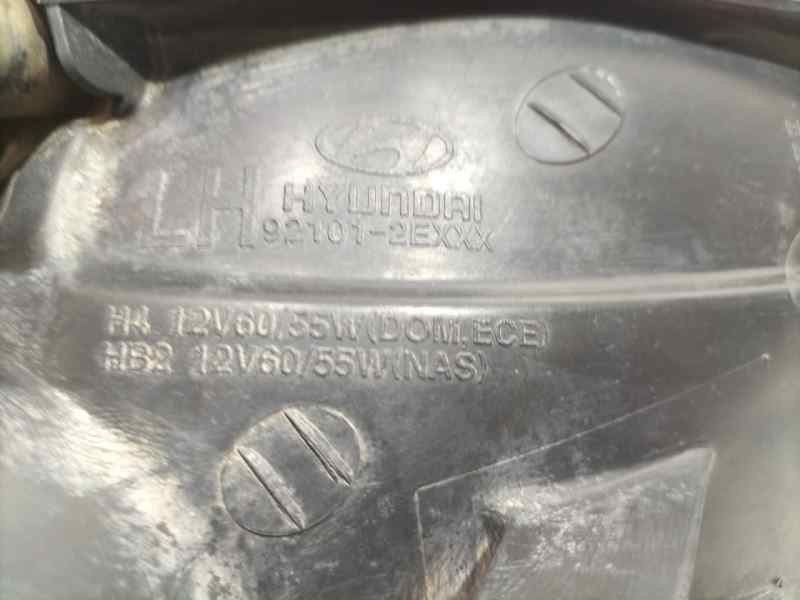 LH HYUNDAI
92101-2EXXX
H4 12V60/55W(DOM,ECE)
HB2 12V60/55W(NAS)